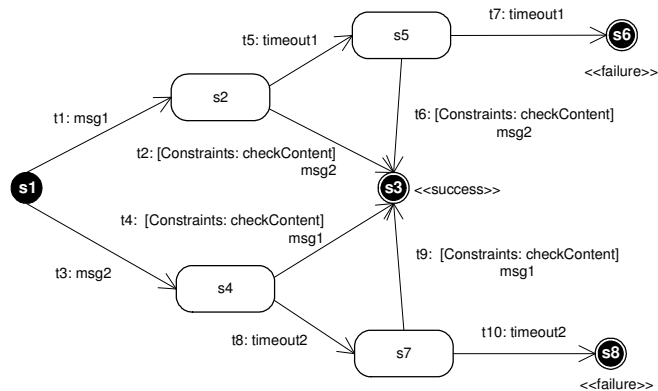 t7: timeout1
s6
t5: timeout1
s5
<<failure>>
s2
t1: msg1
t6: [Constraints: checkContent]
msg2
t2: [Constraints: checkContent]
msg2
s1
s3
<<success>>
t4: [Constraints: checkContent]
msg1
t9: [Constraints: checkContent]
msg1
t3: msg2
s4
t8: timeout2
t10: timeout2
s7
s8
<<failure>>